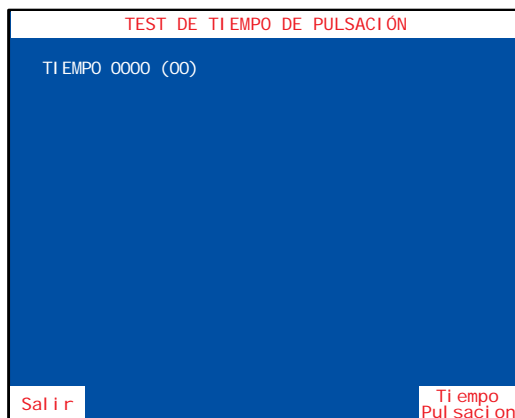 TEST DE TIEMPO DE PULSACIÓN
TIEMPO 0000 (00)
Salir
Tiempo
Pulsacion